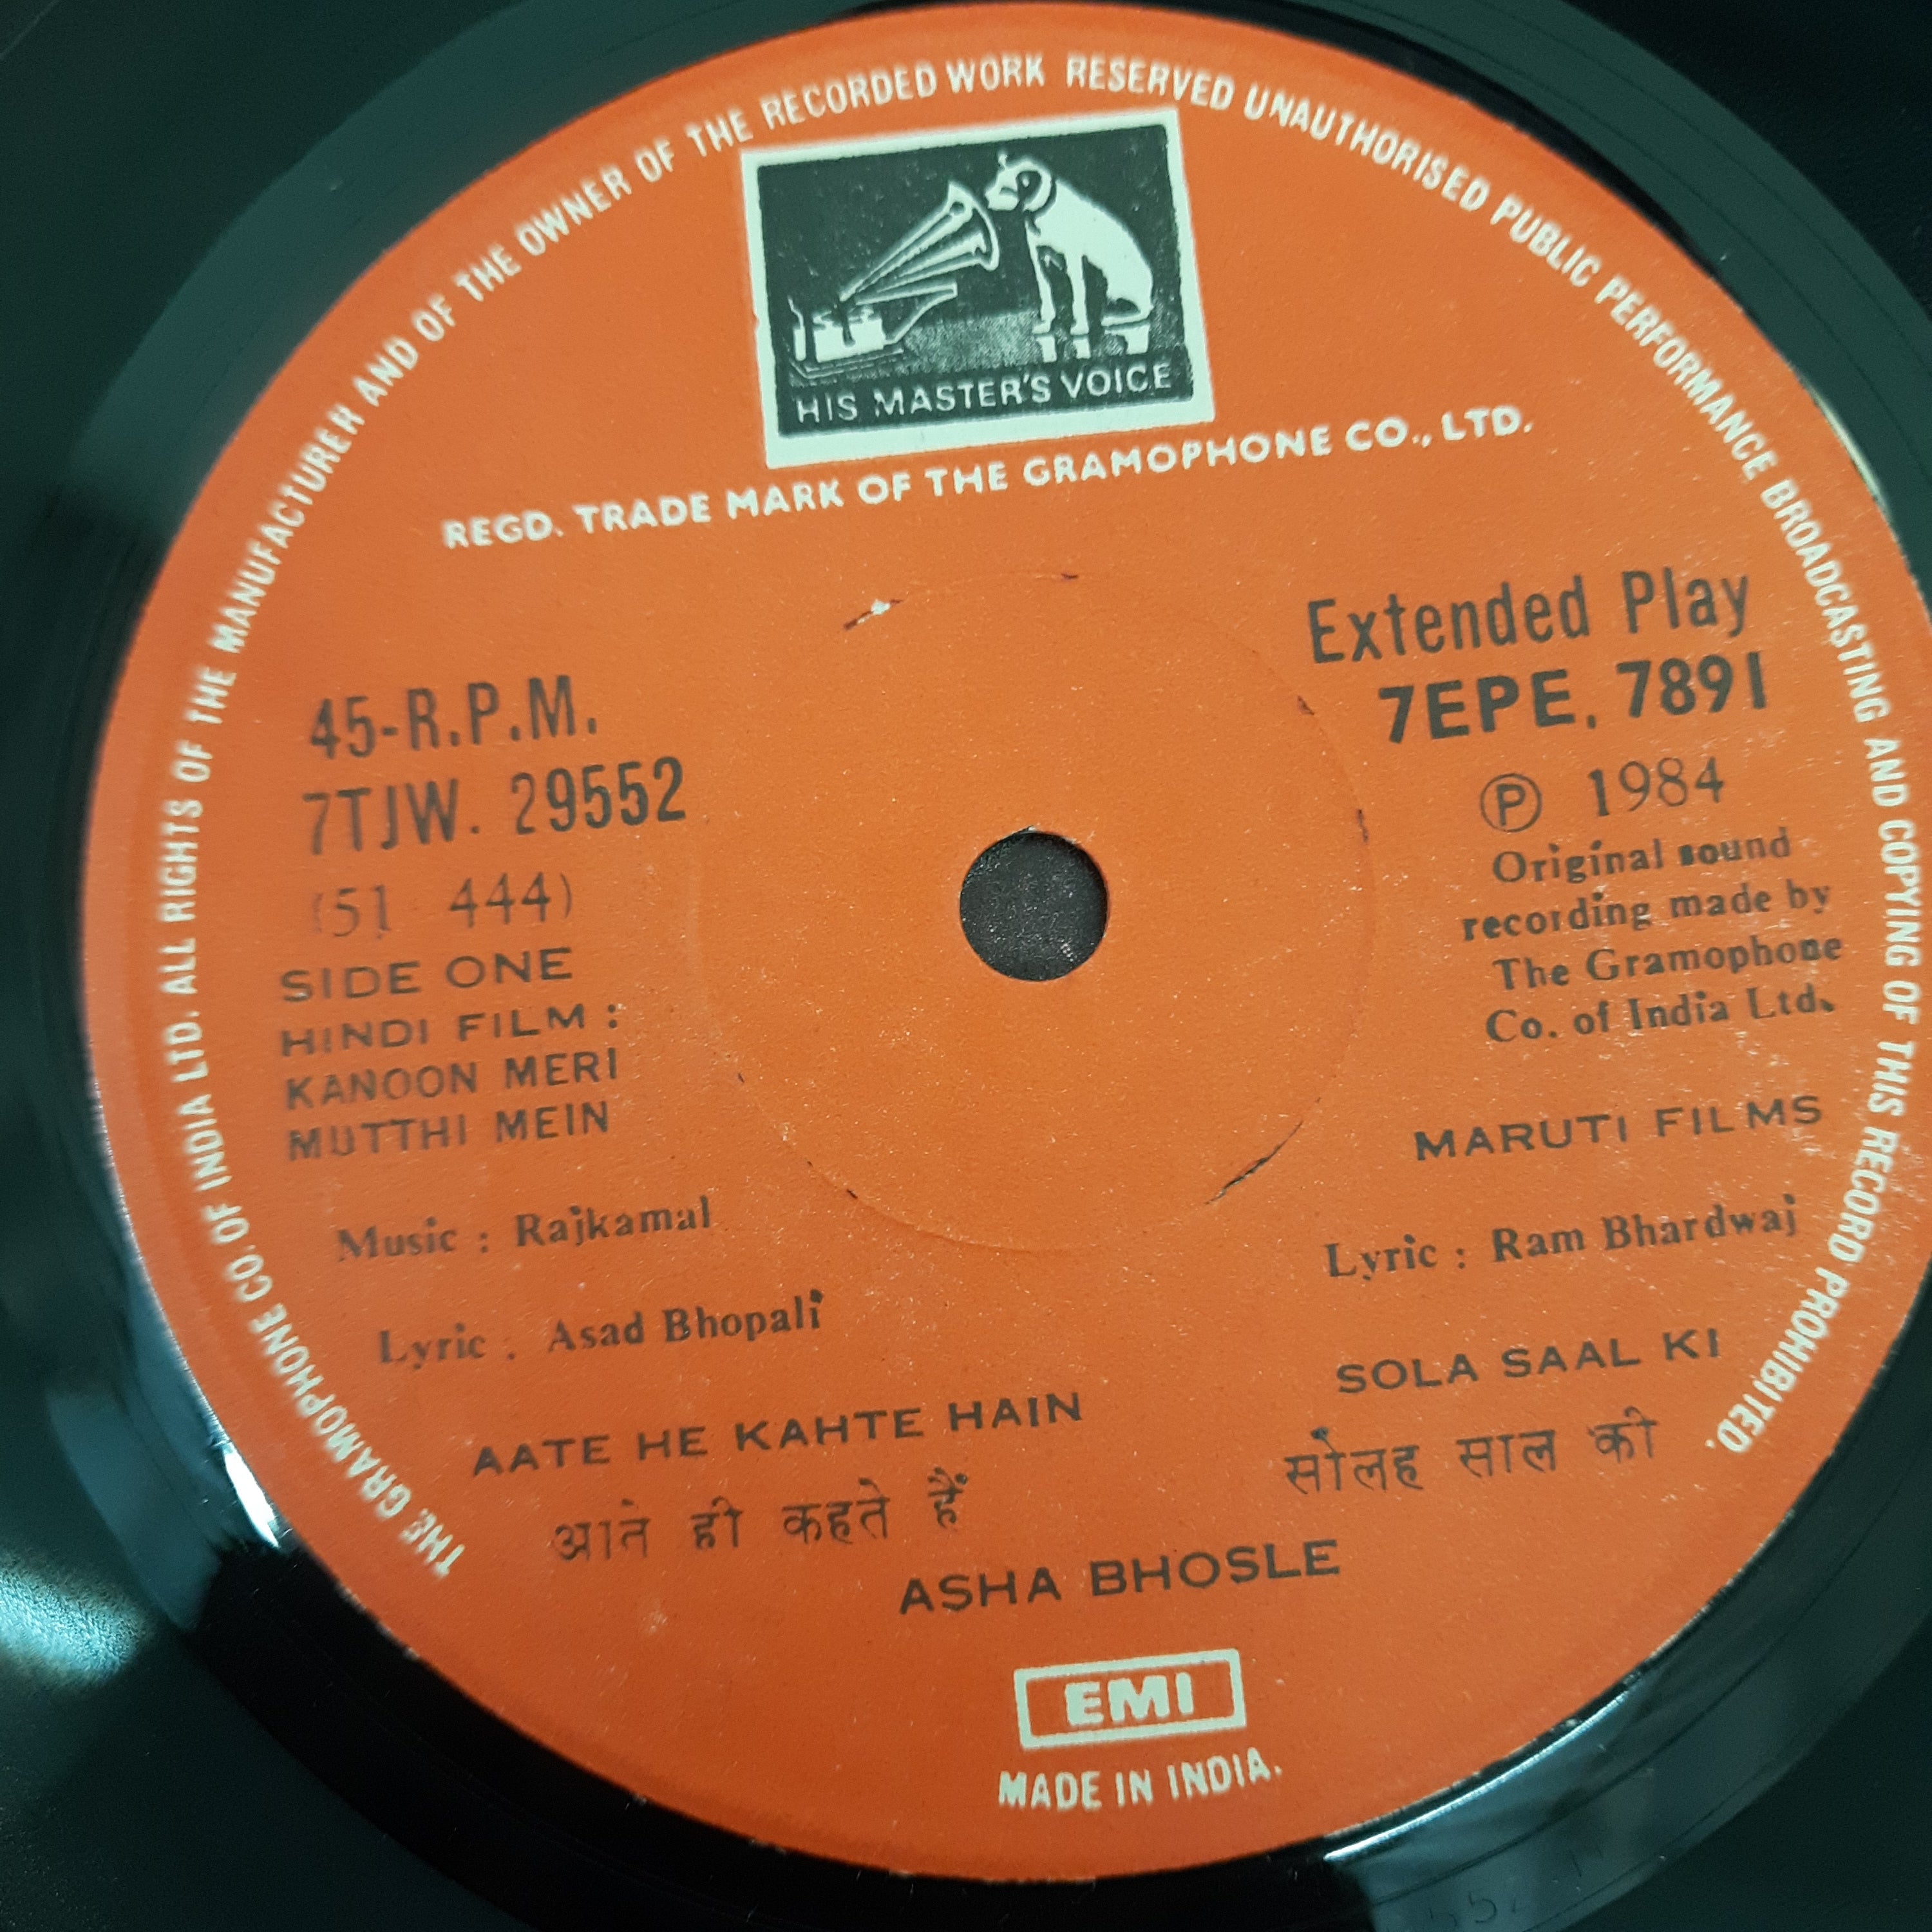 THE GRAMOPHONE CO. OF INDIA LTD. ALL RIGHTS OF THE MANUFACTURER AND OF THE OWNER OF THE RECORDED WORK RESERVED UNAUTHORISED PUBLIC PERFORMANCE BROADCASTING AND COPYING OF THIS RECORD PROHIBITED.
HIS MASTER'S VOICE
REGD. TRADE MARK OF THE GRAMOPHONE CO., LTD.
45-R.P.M.
7TJW. 29552
(51 444)
SIDE ONE
HINDI FILM :
KANOON MERI
MUTTHI MEIN
Music : Rajkamal
Lyric . Asad Bhopali
AATE HE KAHTE HAIN
आते ही कहते हैं
Extended Play
7EPE. 7891
Ⓟ 1984
Original sound
recording made by
The Gramophone
Co. of India Ltd.
MARUTI FILMS
Lyric : Ram Bhardwaj
SOLA SAAL KI
सोलह साल की
ASHA BHOSLE
EMI
MADE IN INDIA.